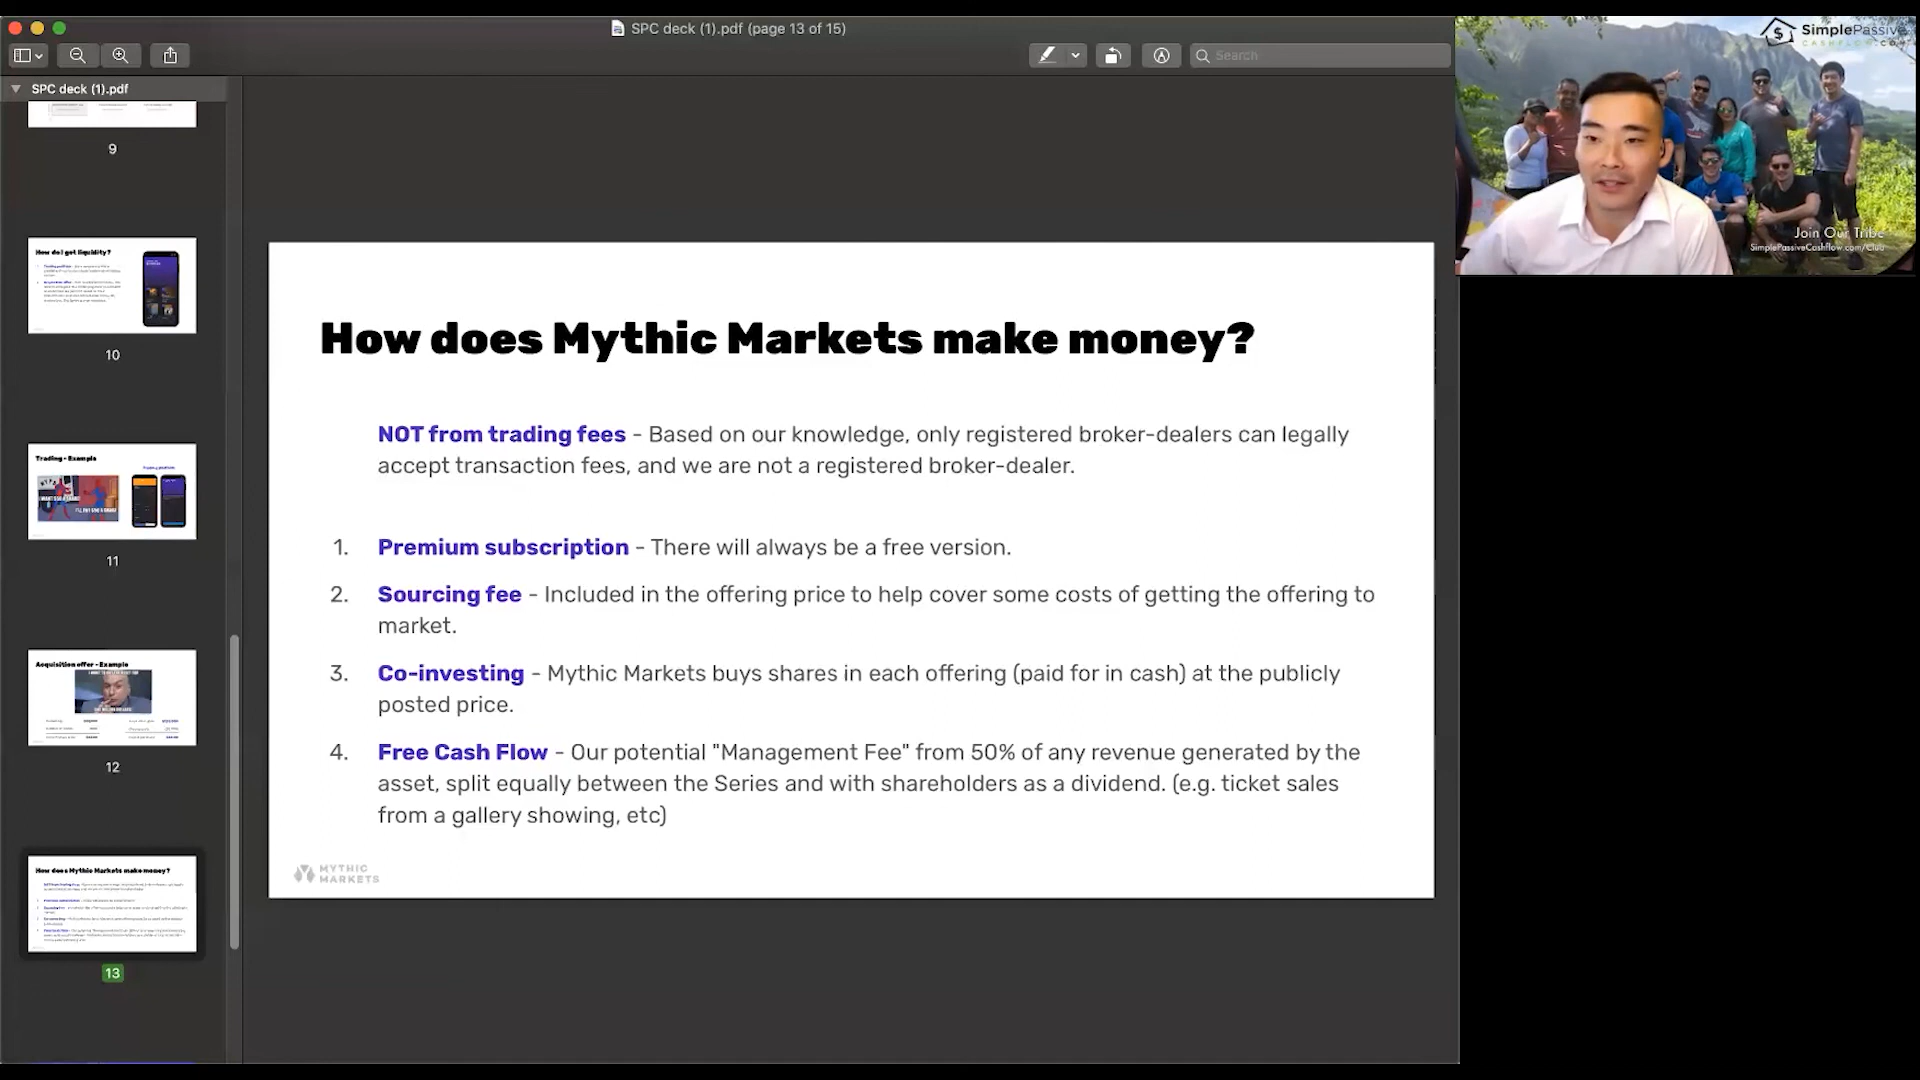 SPC deck (1).pdf (page 13 of 15)
Search
SPC deck (1).pdf
9
How do I get liquidity?
10
Trading - Example
11
Acquisition offer - Example
12
How does Mythic Markets make money?
13
How does Mythic Markets make money?
NOT from trading fees - Based on our knowledge, only registered broker-dealers can legally
accept transaction fees, and we are not a registered broker-dealer.
1. Premium subscription - There will always be a free version.
2. Sourcing fee - Included in the offering price to help cover some costs of getting the offering to
market.
3. Co-investing - Mythic Markets buys shares in each offering (paid for in cash) at the publicly
posted price.
4. Free Cash Flow - Our potential "Management Fee" from 50% of any revenue generated by the
asset, split equally between the Series and with shareholders as a dividend. (e.g. ticket sales
from a gallery showing, etc)
MYTHIC
MARKETS
SimplePassive
CASHFLOW.COM
Join Our Tribe
SimplePassiveCashflow.com/Club